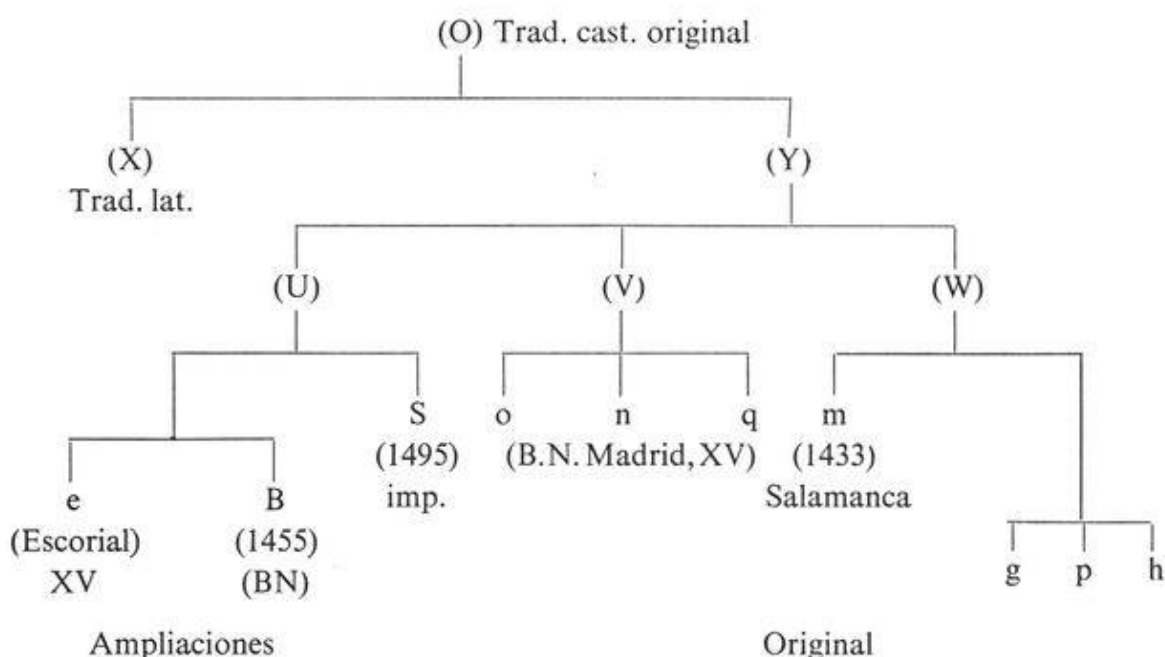 (O) Trad. cast. original
(X) (Y)
Trad. lat.
(U) (V) (W)
S o n q m
(1495) (B.N. Madrid, XV) (1433)
e B imp. Salamanca
(Escorial) (1455)
XV (BN) g p h
Ampliaciones Original